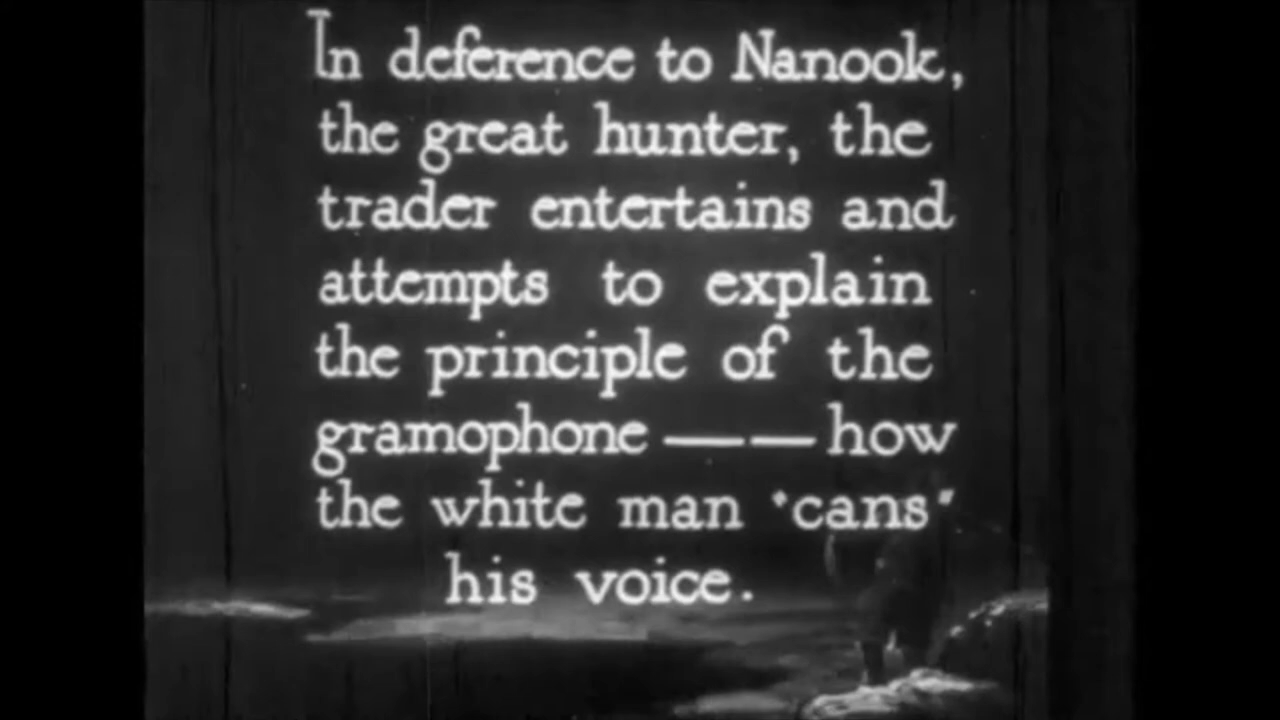 In deference to Nanook,
the great hunter, the
trader entertains and
attempts to explain
the principle of the
gramophone——how
the white man "cans"
his voice.